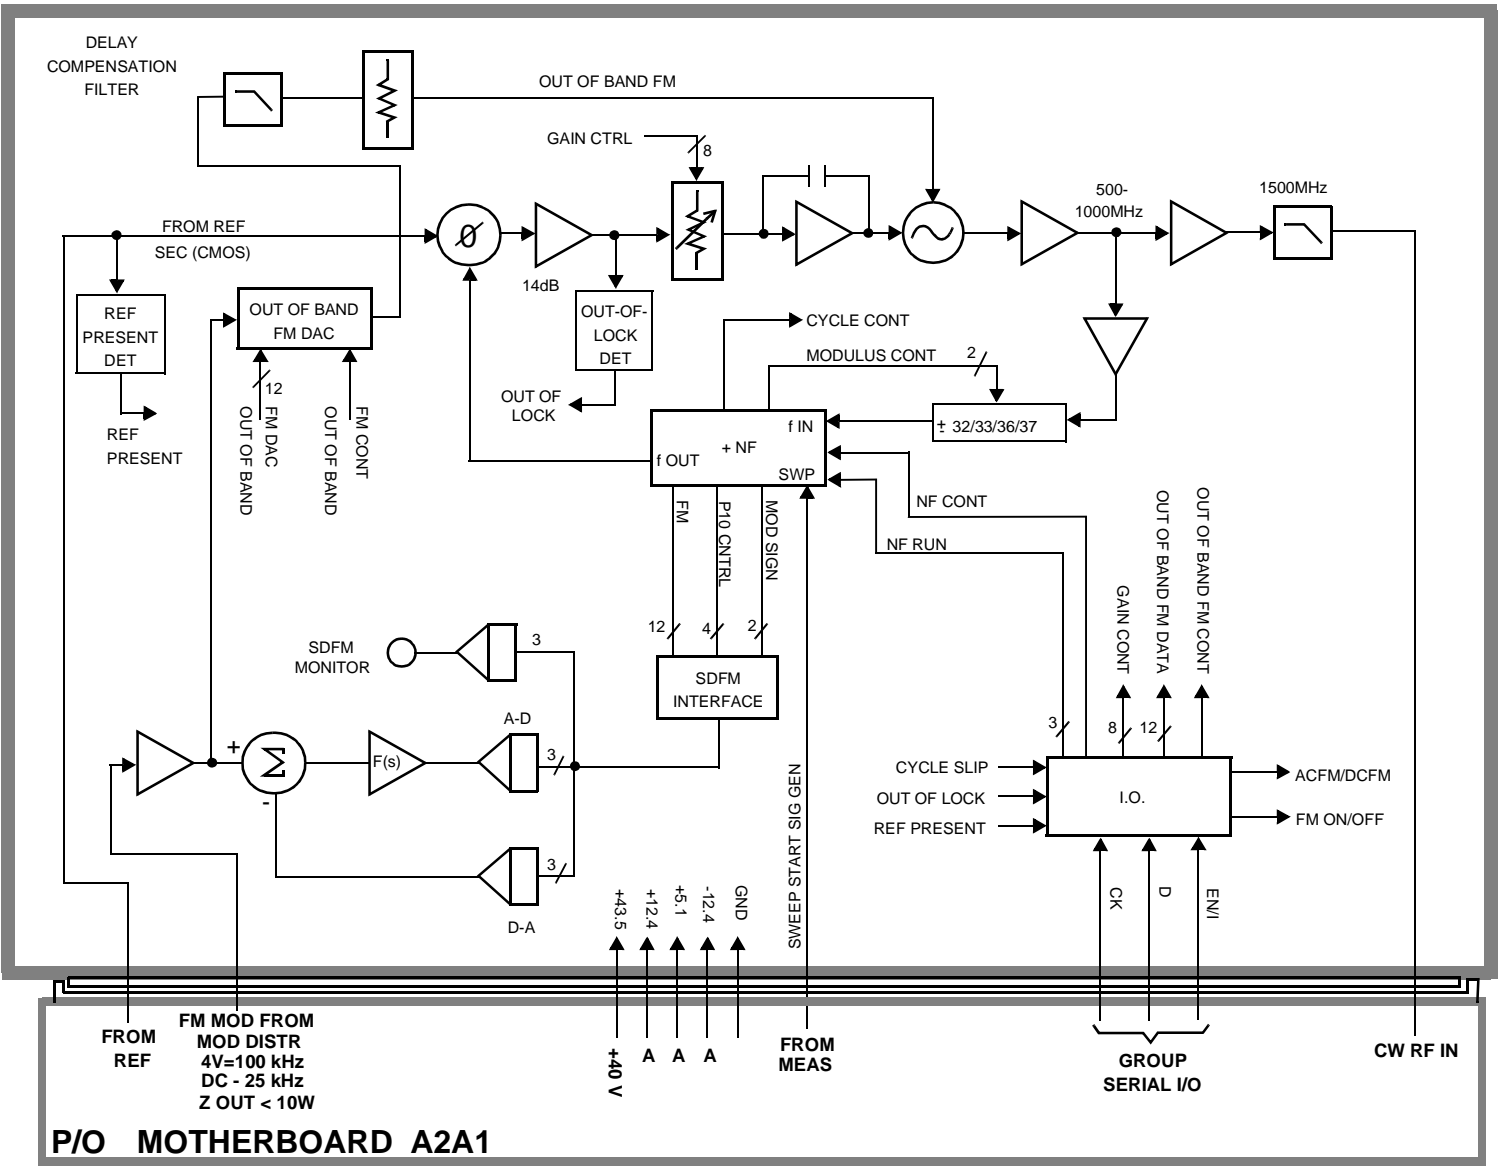 DELAY
COMPENSATION
FILTER
OUT OF BAND FM
GAIN CTRL
8
FROM REF
SEC (CMOS)
Ø
14dB
500-
1000MHz
1500MHz
REF
PRESENT
DET
REF
PRESENT
OUT OF BAND
FM DAC
12
FM DAC
OUT OF BAND
FM CONT
OUT OF BAND
OUT-OF-
LOCK
DET
OUT OF
LOCK
CYCLE CONT
MODULUS CONT
2
± 32/33/36/37
f IN
+ NF
f OUT
SWP
FM
P10 CNTRL
MOD SIGN
12
4
2
SDFM
INTERFACE
NF CONT
NF RUN
SDFM
MONITOR
3
A-D
3
+
Σ
-
F(s)
3
D-A
GAIN CONT
OUT OF BAND FM DATA
OUT OF BAND FM CONT
3
8
12
CYCLE SLIP
OUT OF LOCK
REF PRESENT
I.O.
ACFM/DCFM
FM ON/OFF
CK
D
EN/I
SWEEP START SIG GEN
+43.5
+12.4
+5.1
-12.4
GND
FROM
REF
FM MOD FROM
MOD DISTR
4V=100 kHz
DC - 25 kHz
Z OUT < 10W
+40 V
A
A
A
FROM
MEAS
GROUP
SERIAL I/O
CW RF IN
P/O MOTHERBOARD A2A1